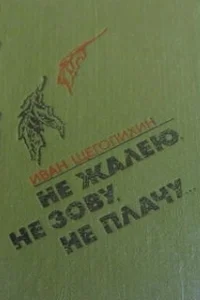 ИВАН ЩЕГОЛИХИН
НЕ ЖАЛЕЮ,
НЕ ЗОВУ,
НЕ ПЛАЧУ...